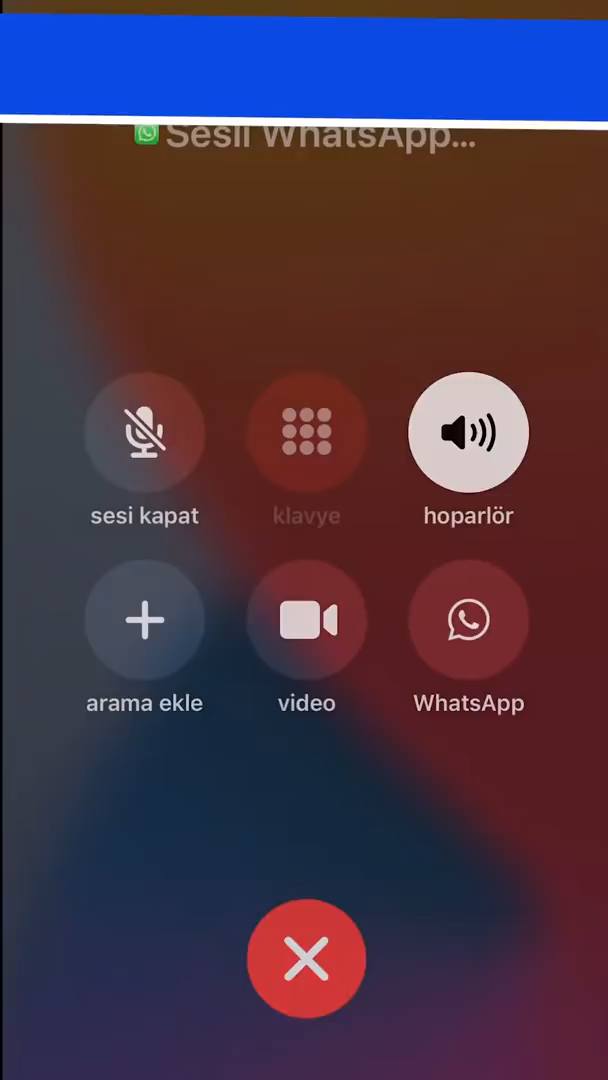 Sesli WhatsApp...
sesi kapat
klavye
hoparlör
arama ekle
video
WhatsApp